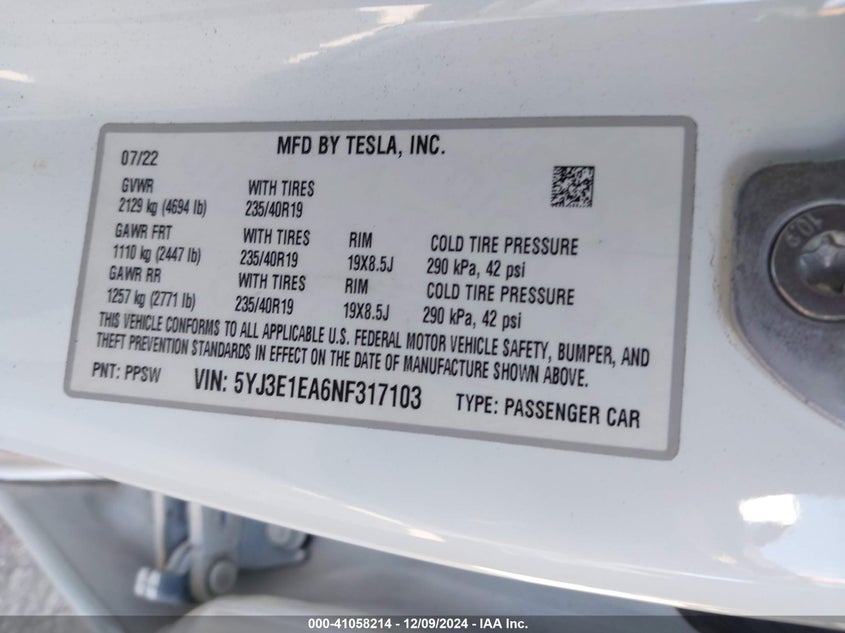 07/22 MFD BY TESLA, INC.
GVWR WITH TIRES
2129 kg (4694 lb) 235/40R19
GAWR FRT WITH TIRES RIM COLD TIRE PRESSURE
1110 kg (2447 lb) 235/40R19 19X8.5J 290 kPa, 42 psi
GAWR RR WITH TIRES RIM COLD TIRE PRESSURE
1257 kg (2771 lb) 235/40R19 19X8.5J 290 kPa, 42 psi
THIS VEHICLE CONFORMS TO ALL APPLICABLE U.S. FEDERAL MOTOR VEHICLE SAFETY, BUMPER, AND
THEFT PREVENTION STANDARDS IN EFFECT ON THE DATE OF MANUFACTURE SHOWN ABOVE.
PNT: PPSW VIN: 5YJ3E1EA6NF317103 TYPE: PASSENGER CAR
10.9
000-41058214 - 12/09/2024 - IAA Inc.